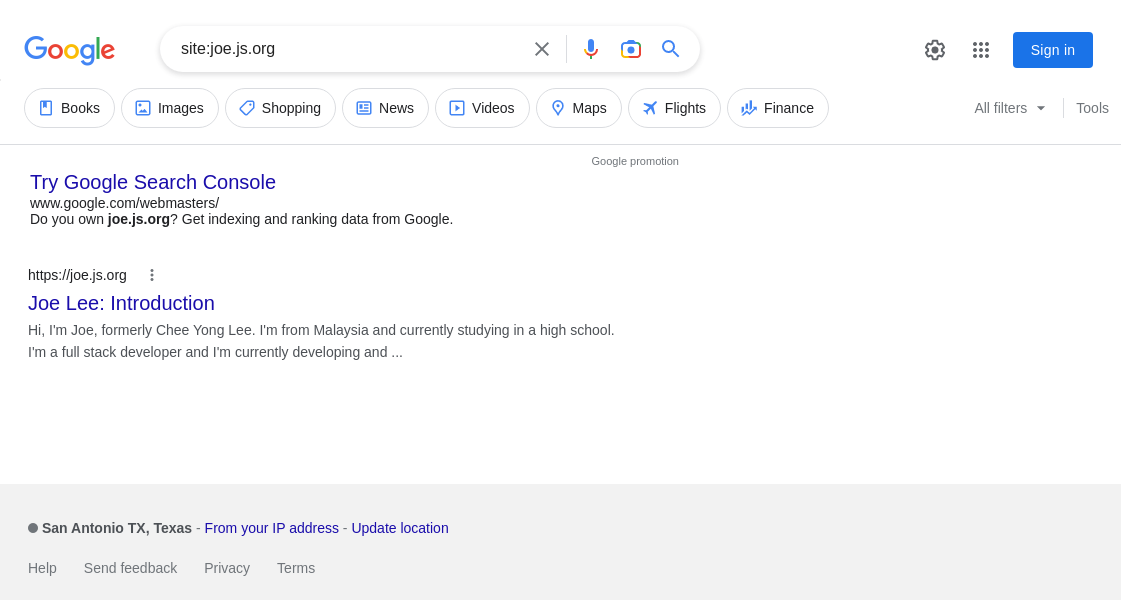 Google
site:joe.js.org
Sign in
Books
Images
Shopping
News
Videos
Maps
Flights
Finance
All filters
Tools
Google promotion
Try Google Search Console
www.google.com/webmasters/
Do you own joe.js.org? Get indexing and ranking data from Google.
https://joe.js.org
Joe Lee: Introduction
Hi, I'm Joe, formerly Chee Yong Lee. I'm from Malaysia and currently studying in a high school.
I'm a full stack developer and I'm currently developing and ...
San Antonio TX, Texas - From your IP address - Update location
Help
Send feedback
Privacy
Terms